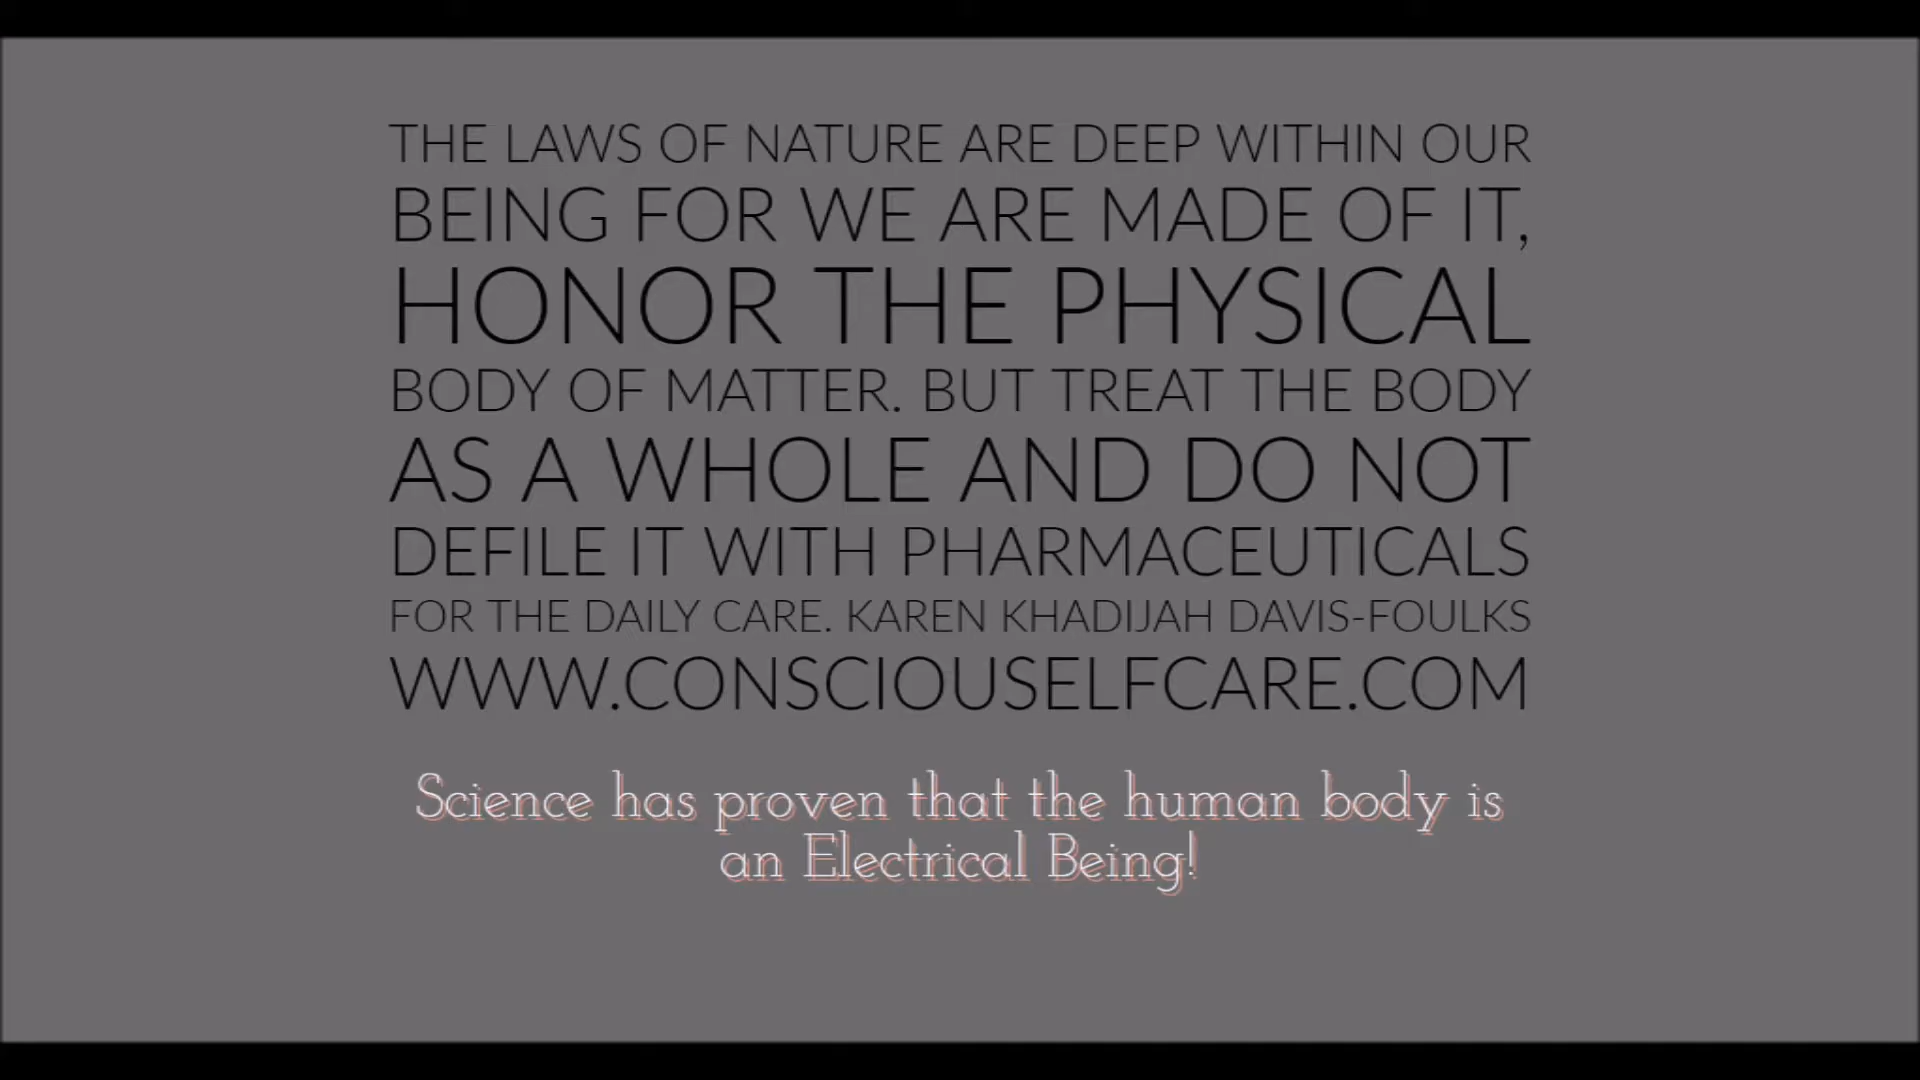 THE LAWS OF NATURE ARE DEEP WITHIN OUR
BEING FOR WE ARE MADE OF IT,
HONOR THE PHYSICAL
BODY OF MATTER. BUT TREAT THE BODY
AS A WHOLE AND DO NOT
DEFILE IT WITH PHARMACEUTICALS
FOR THE DAILY CARE. KAREN KHADIJAH DAVIS-FOULKS
WWW.CONSCIOUSELFCARE.COM
Science has proven that the human body is
an Electrical Being!